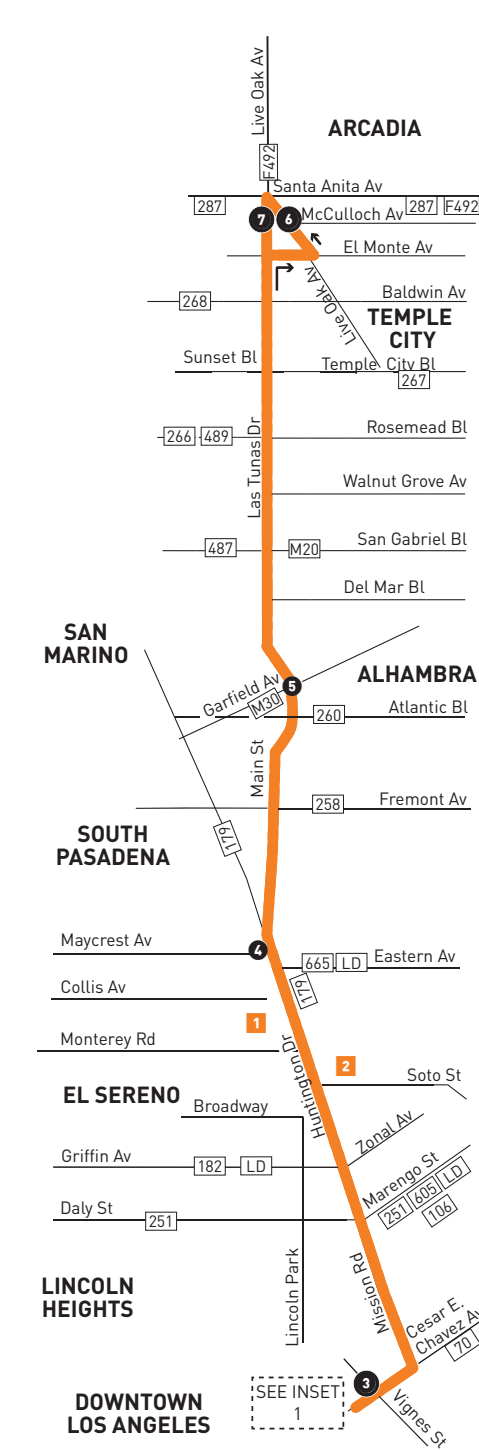 Live Oak Av
ARCADIA
F492
Santa Anita Av
287
7
6
McCulloch Av
287
F492
El Monte Av
Live Oak Av
Baldwin Av
268
TEMPLE
CITY
Sunset Bl
Temple City Bl
267
Las Tunas Dr
Rosemead Bl
266
489
Walnut Grove Av
San Gabriel Bl
487
M20
Del Mar Bl
SAN
MARINO
ALHAMBRA
5
Garfield Av
M30
Atlantic Bl
260
Main St
Fremont Av
258
SOUTH
PASADENA
179
Maycrest Av
4
Eastern Av
665
LD
179
Collis Av
1
Monterey Rd
Huntington Dr
2
Soto St
EL SERENO
Broadway
Zonal Av
Griffin Av
182
LD
Marengo St
251
605
LD
106
Daly St
251
Mission Rd
Lincoln Park
LINCOLN
HEIGHTS
Cesar E.
Chavez Av
70
3
SEE INSET
1
Vignes St
DOWNTOWN
LOS ANGELES